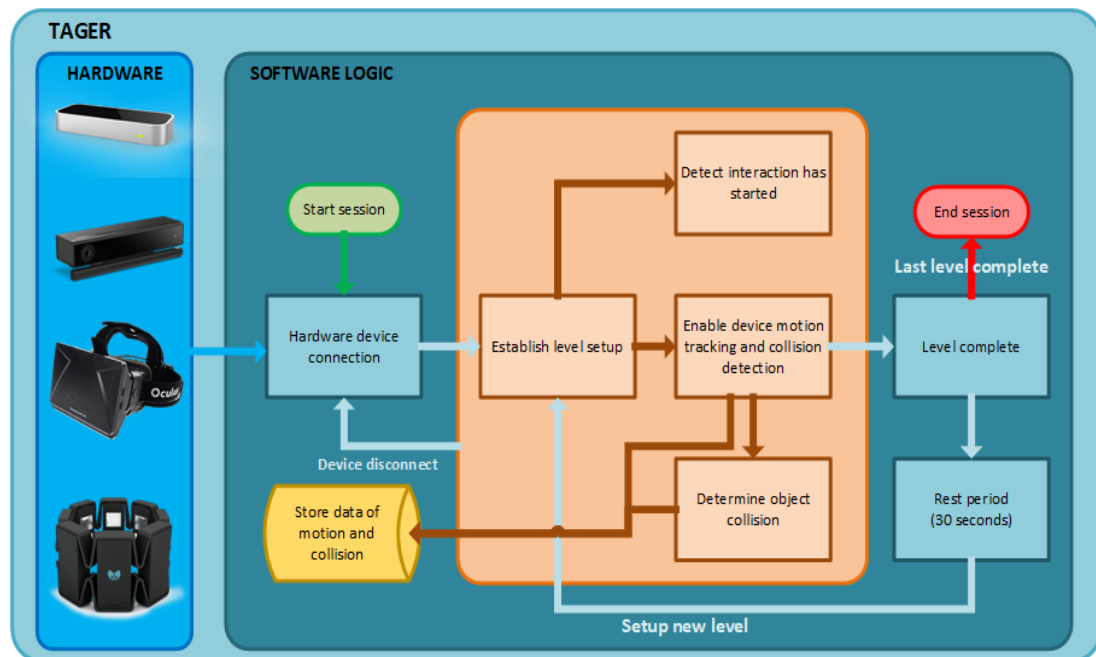 TAGER
HARDWARE
SOFTWARE LOGIC
Detect interaction has
started
Start session
End session
Last level complete
Hardware device
connection
Establish level setup
Enable device motion
tracking and collision
detection
Level complete
Device disconnect
Store data of
motion and
collision
Determine object
collision
Rest period
(30 seconds)
Setup new level
Oculus